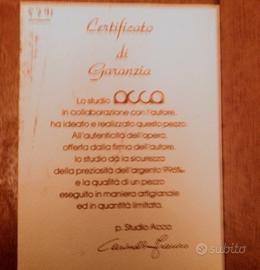 Certificato
di
Garanzia
Lo studio acca
in collaborazione con l'autore,
ha ideato e realizzato questo pezzo.
All'autenticità dell'opera,
offerta dalla firma dell'autore,
lo studio dà la sicurezza
della preziosità dell'argento
e la qualità di un pezzo
eseguito in maniera artigianale
ed in quantità limitata.
p. Studio Acca
subito